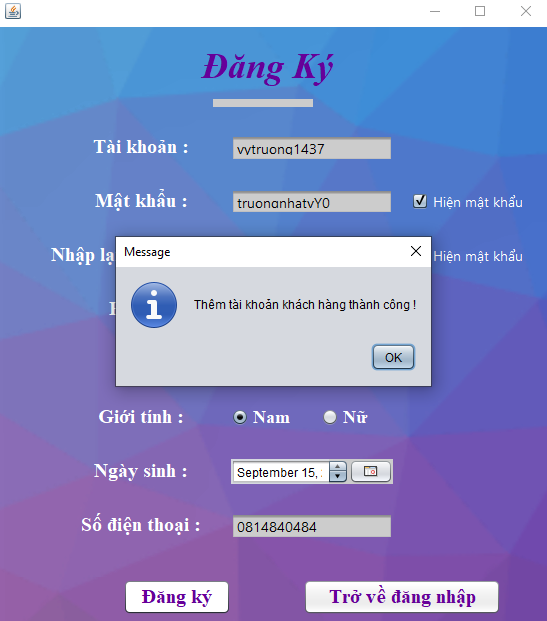 Đăng Ký
Tài khoản :
vytruong1437
Mật khẩu :
truongnhatvY0
Hiện mật khẩu
Nhập lạ
Hiện mật khẩu
Message
Thêm tài khoản khách hàng thành công !
OK
Giới tính :
Nam
Nữ
Ngày sinh :
September 15,
Số điện thoại :
0814840484
Đăng ký
Trở về đăng nhập